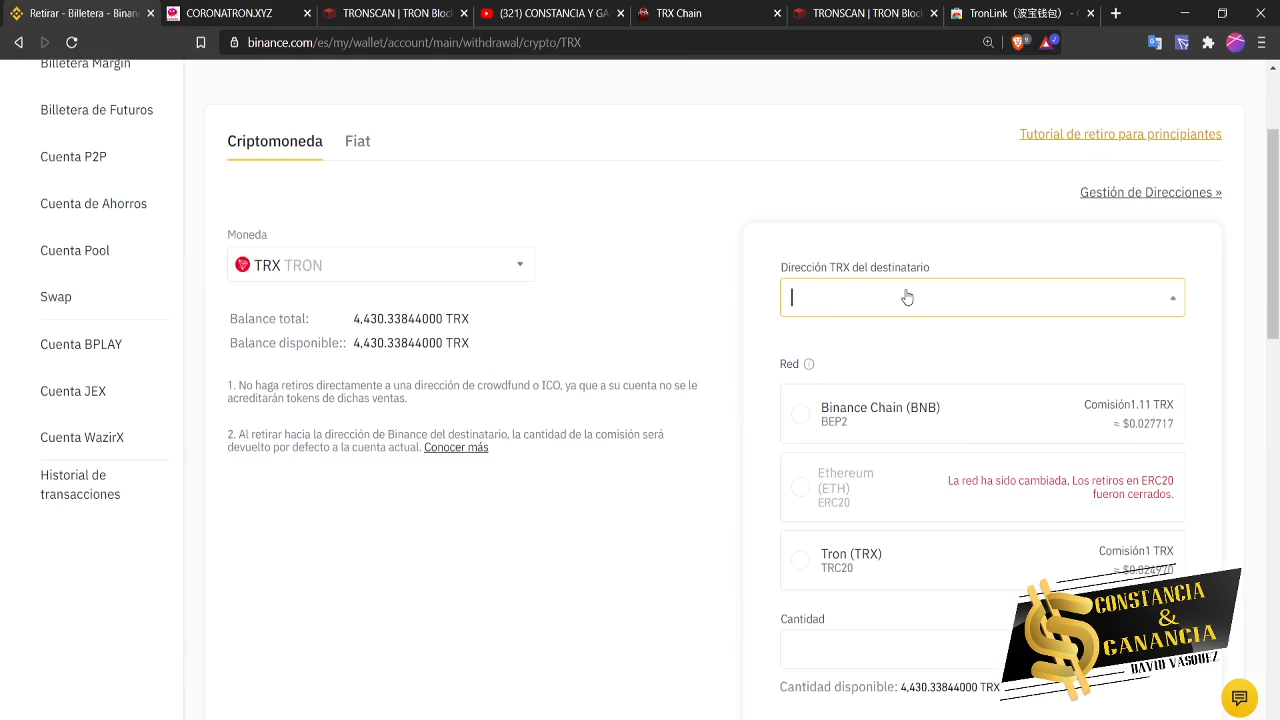 Retirar - Billetera - Binance
CORONATRON.XYZ
TRONSCAN | TRON Bloc
(321) CONSTANCIA Y GA
TRX Chain
TRONSCAN | TRON Bloc
TronLink（波宝钱包）-
binance.com/es/my/wallet/account/main/withdrawal/crypto/TRX
9
Billetera Margin
Billetera de Futuros
Cuenta P2P
Cuenta de Ahorros
Cuenta Pool
Swap
Cuenta BPLAY
Cuenta JEX
Cuenta WazirX
Historial de
transacciones
Criptomoneda
Fiat
Tutorial de retiro para principiantes
Gestión de Direcciones »
Moneda
TRX TRON
Balance total: 4,430.33844000 TRX
Balance disponible:: 4,430.33844000 TRX
1. No haga retiros directamente a una dirección de crowdfund o ICO, ya que a su cuenta no se le
acreditarán tokens de dichas ventas.
2. Al retirar hacia la dirección de Binance del destinatario, la cantidad de la comisión será
devuelto por defecto a la cuenta actual. Conocer más
Dirección TRX del destinatario
Red
Binance Chain (BNB)
BEP2
Comisión1.11 TRX
≈ $0.027717
Ethereum
(ETH)
ERC20
La red ha sido cambiada, Los retiros en ERC20
fueron cerrados.
Tron (TRX)
TRC20
Comisión1 TRX
≈ $0.024970
Cantidad
Cantidad disponible: 4,430.33844000 TRX
CONSTANCIA
&
GANANCIA
DAVID VASQUEZ